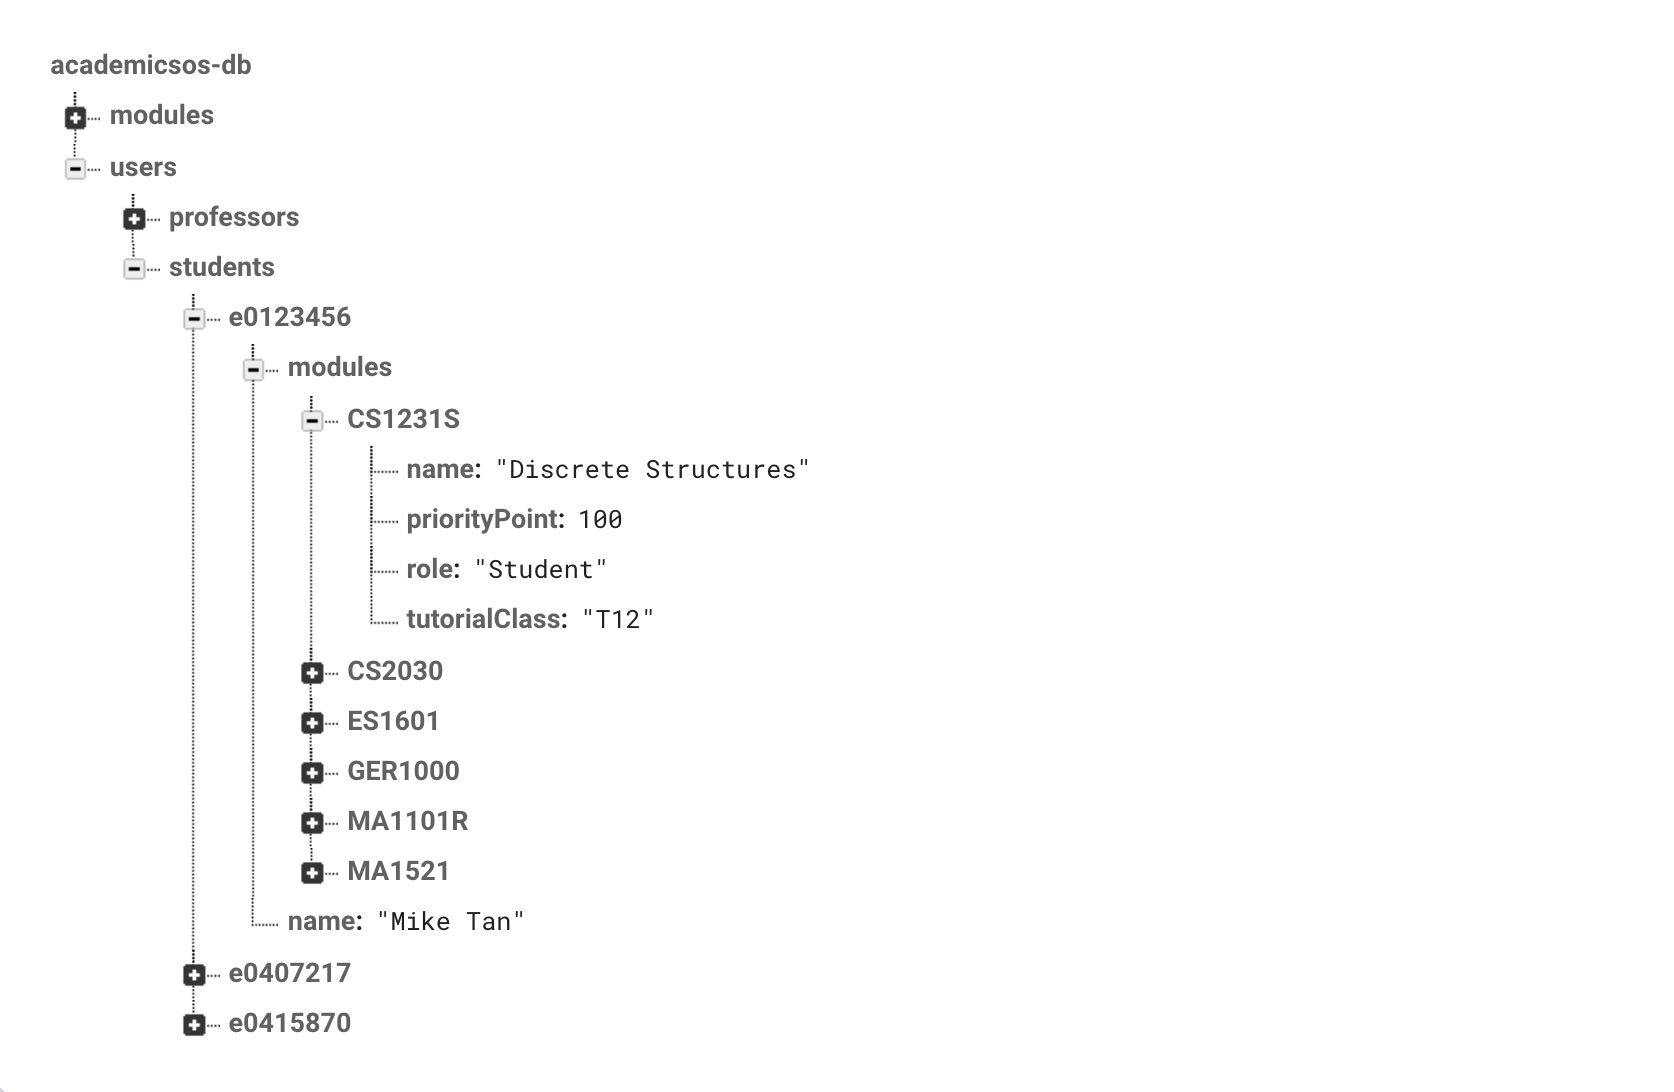 academicsos-db
modules
users
professors
students
e0123456
modules
CS1231S
name: "Discrete Structures"
priorityPoint: 100
role: "Student"
tutorialClass: "T12"
CS2030
ES1601
GER1000
MA1101R
MA1521
name: "Mike Tan"
e0407217
e0415870